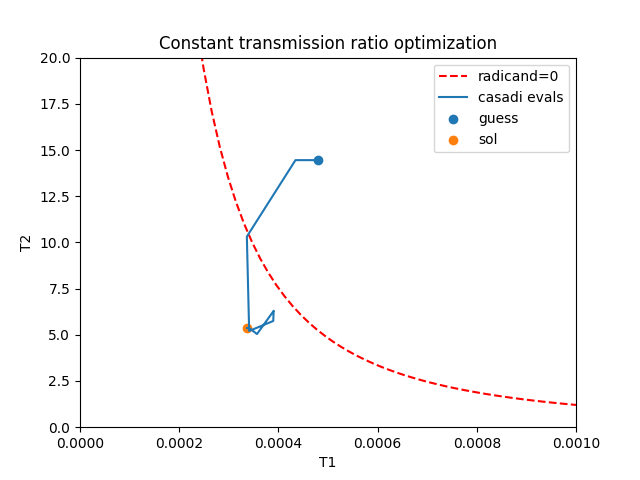 Constant transmission ratio optimization
radicand=0
casadi evals
guess
sol
T2
20.0
17.5
15.0
12.5
10.0
7.5
5.0
2.5
0.0
0.0000 0.0002 0.0004 0.0006 0.0008 0.0010
T1